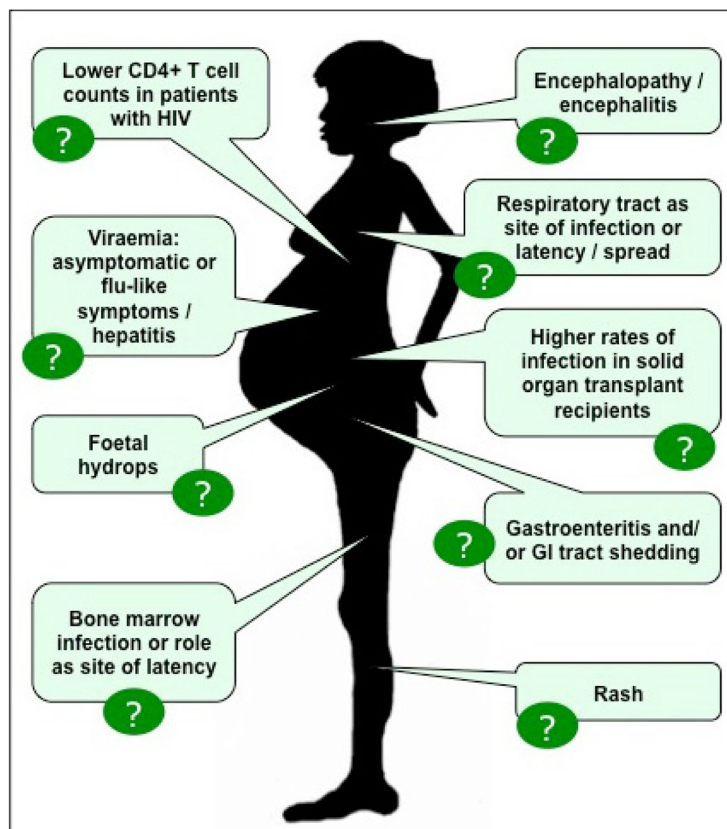 Lower CD4+ T cell
counts in patients
with HIV
?
Encephalopathy /
encephalitis
?
Viraemia:
asymptomatic or
flu-like
symptoms /
hepatitis
?
Respiratory tract as
site of infection or
latency / spread
?
Higher rates of
infection in solid
organ transplant
recipients
?
Foetal
hydrops
?
Gastroenteritis and/
or GI tract shedding
?
Bone marrow
infection or role
as site of latency
?
Rash
?